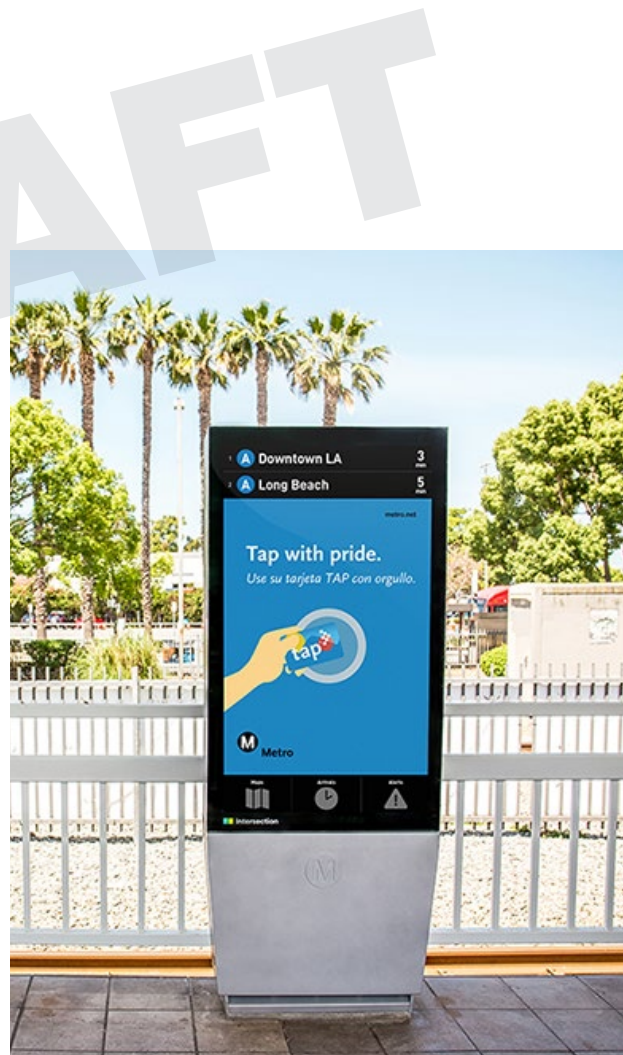 AFT
1 A Downtown LA 3 min
2 A Long Beach 5 min
metro.net
Tap with pride.
Use su tarjeta TAP con orgullo.
tap
M Metro
Maps Arrivals Alerts
intersection
M